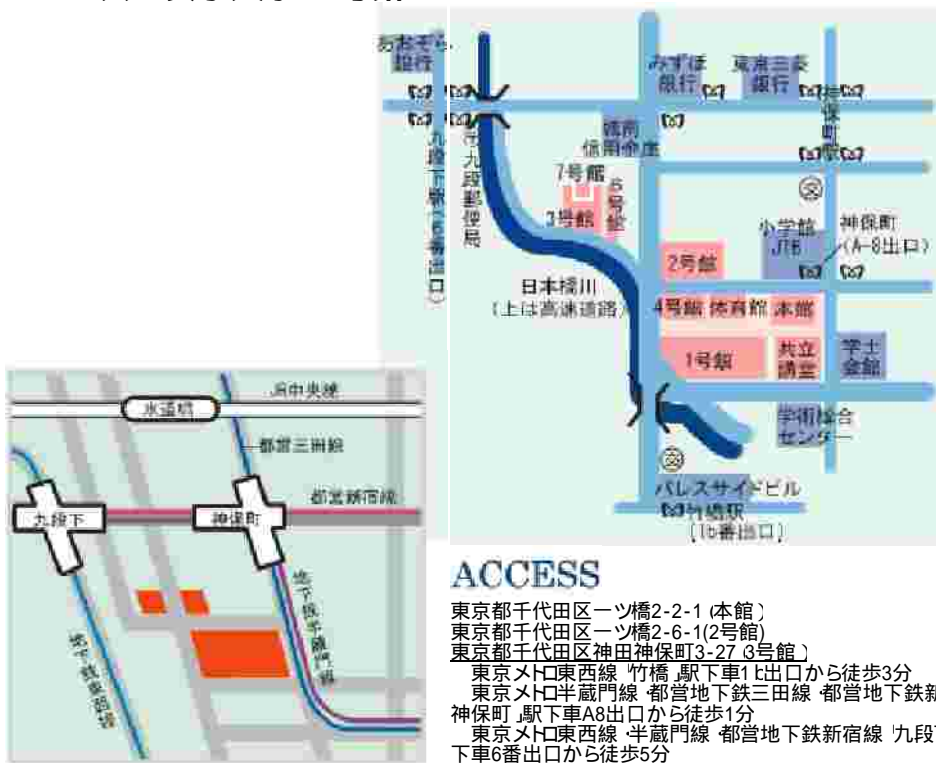 あおぞら
銀行
みずほ
銀行
東京三菱
銀行
神保町駅
城南
信用金庫
九段下駅(6番出口)
〒九段郵便局
7号館
6号館
3号館
2号館
小学館
神保町
(A-8出口)
日本橋川
(上は高速道路)
4号館 体育館 本館
1号館
共立
講堂
学士
会館
学術総合
センター
パレスサイドビル
竹橋駅
(1b番出口)
JR中央線
水道橋
都営三田線
都営新宿線
九段下
神保町
地下鉄半蔵門線
地下鉄東西線
ACCESS
東京都千代田区一ツ橋2-2-1(本館)
東京都千代田区一ツ橋2-6-1(2号館)
東京都千代田区神田神保町3-27(3号館)
東京メトロ東西線「竹橋」駅下車1b出口から徒歩3分
東京メトロ半蔵門線・都営地下鉄三田線・都営地下鉄新
神保町」駅下車A8出口から徒歩1分
東京メトロ東西線・半蔵門線・都営地下鉄新宿線「九段
下車6番出口から徒歩5分